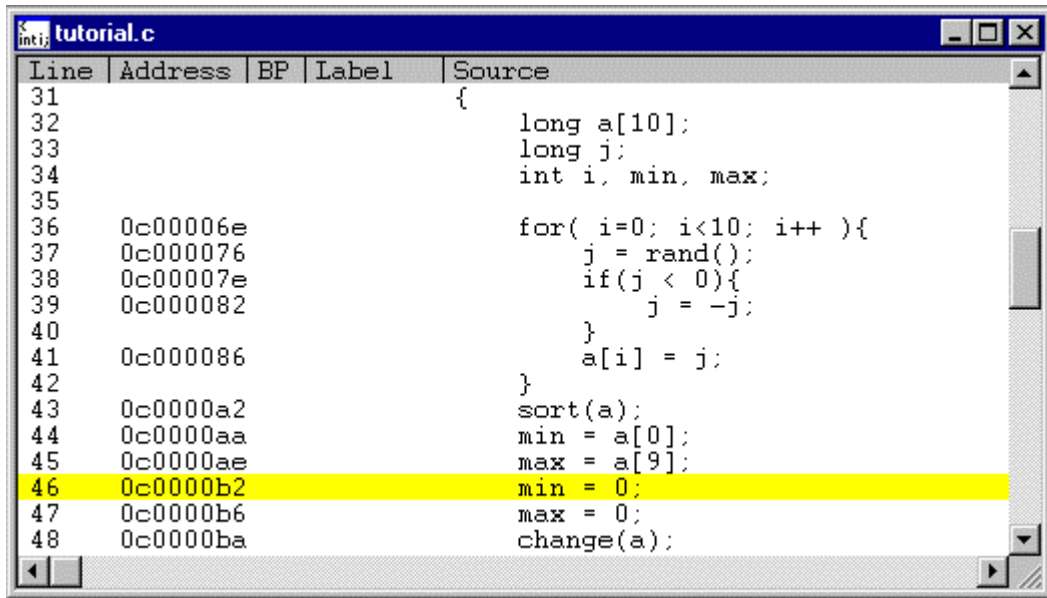 inti; tutorial.c
Line Address BP Label Source
31 {
32 long a[10];
33 long j;
34 int i, min, max;
35
36 0c00006e for( i=0; i<10; i++ ){
37 0c000076 j = rand();
38 0c00007e if(j < 0){
39 0c000082 j = -j;
40 }
41 0c000086 a[i] = j;
42 }
43 0c0000a2 sort(a);
44 0c0000aa min = a[0];
45 0c0000ae max = a[9];
46 0c0000b2 min = 0;
47 0c0000b6 max = 0;
48 0c0000ba change(a);